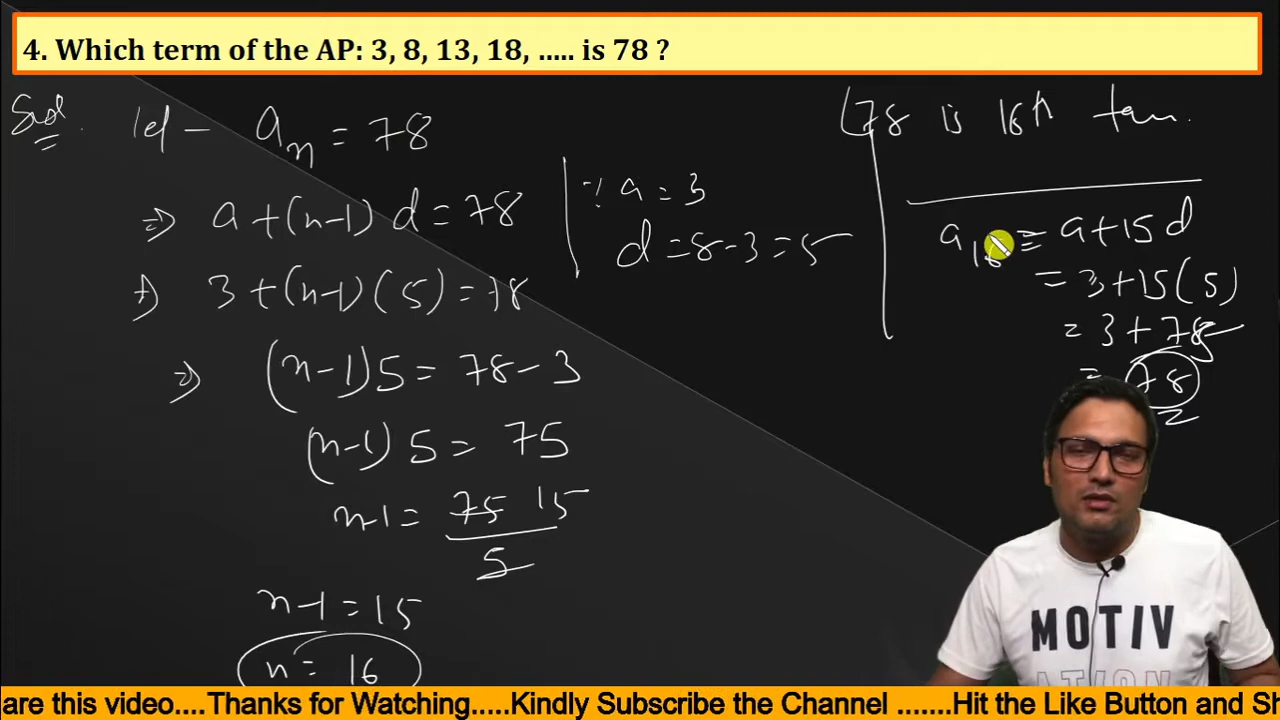 4. Which term of the AP: 3, 8, 13, 18, ..... is 78 ?
Sol. let - aₙ = 78
⇒ a+(n-1) d = 78
⇒ 3+(n-1)(5) = 78
⇒ (n-1)5 = 78-3
(n-1) 5 = 75
n-1 = 75 15
5
n-1 = 15
n = 16
∵ a = 3
d = 8-3 = 5
78 is 16th term.
a₁₆ = a+15d
= 3+15(5)
= 3+75
= 78
MOTIV
ATION
are this video....Thanks for Watching.....Kindly Subscribe the Channel .......Hit the Like Button and Sh